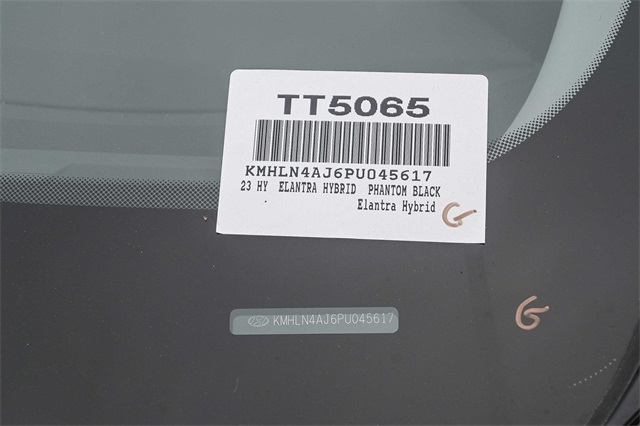 TT5065
KMHLN4AJ6PU045617
23 HY ELANTRA HYBRID PHANTOM BLACK
Elantra Hybrid
G
KMHLN4AJ6PU045617
G